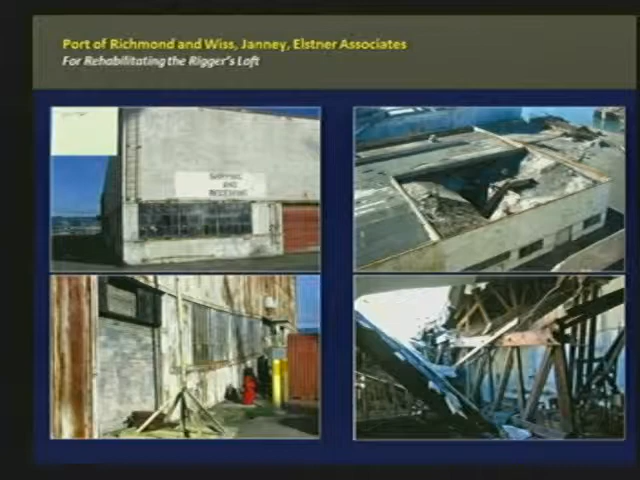 Port of Richmond and Wiss, Janney, Elstner Associates
For Rehabilitating the Rigger's Loft
SHIPPING
AND
RECEIVING